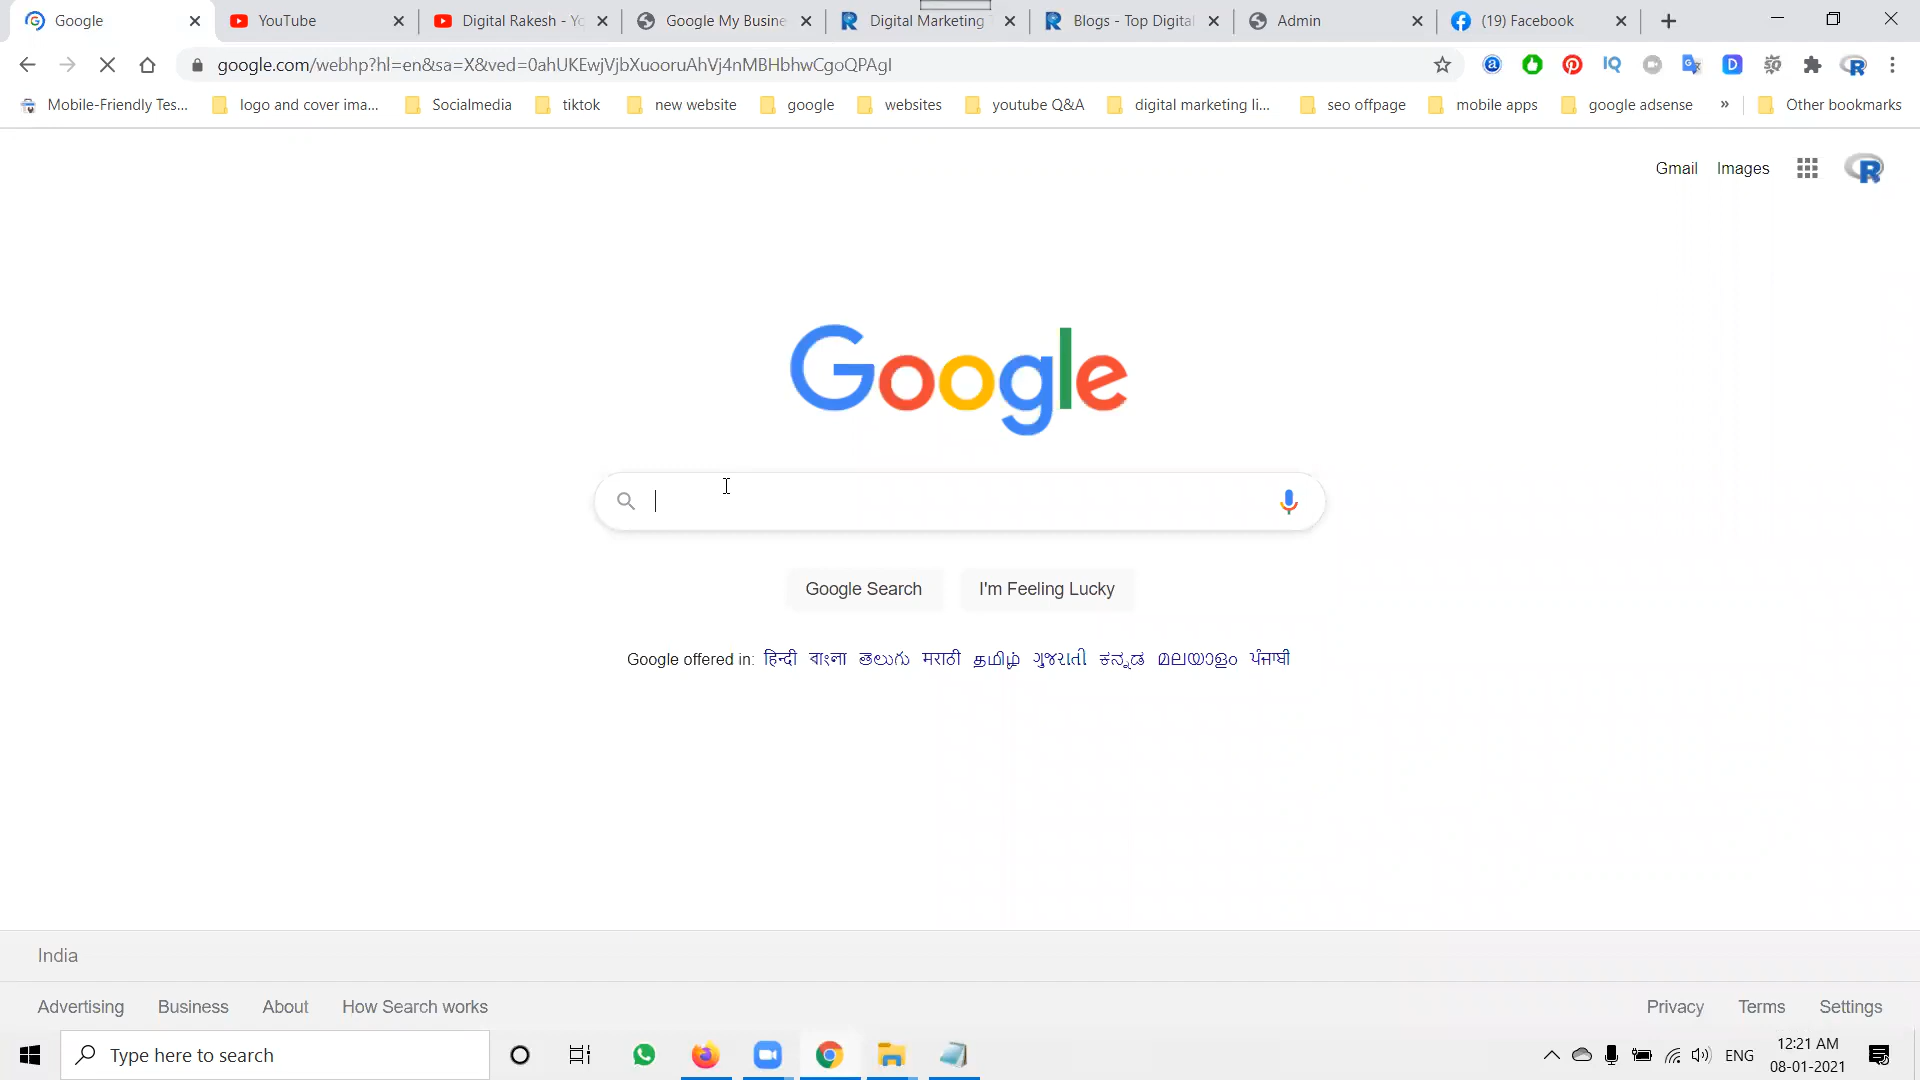 Google
YouTube
Digital Rakesh - Yo
Google My Busine
Digital Marketing
Blogs - Top Digital
Admin
(19) Facebook
google.com/webhp?hl=en&sa=X&ved=0ahUKEwjVjbXuooruAhVj4nMBHbhwCgoQPAgI
Mobile-Friendly Tes...
logo and cover ima...
Socialmedia
tiktok
new website
google
websites
youtube Q&A
digital marketing li...
seo offpage
mobile apps
google adsense
»
Other bookmarks
Gmail
Images
Google
Google Search
I'm Feeling Lucky
Google offered in: हिन्दी বাংলা తెలుగు मराठी தமிழ் ગુજરાતી ಕನ್ನಡ മലയാളം ਪੰਜਾਬੀ
India
Advertising
Business
About
How Search works
Privacy
Terms
Settings
Type here to search
ENG
12:21 AM
08-01-2021